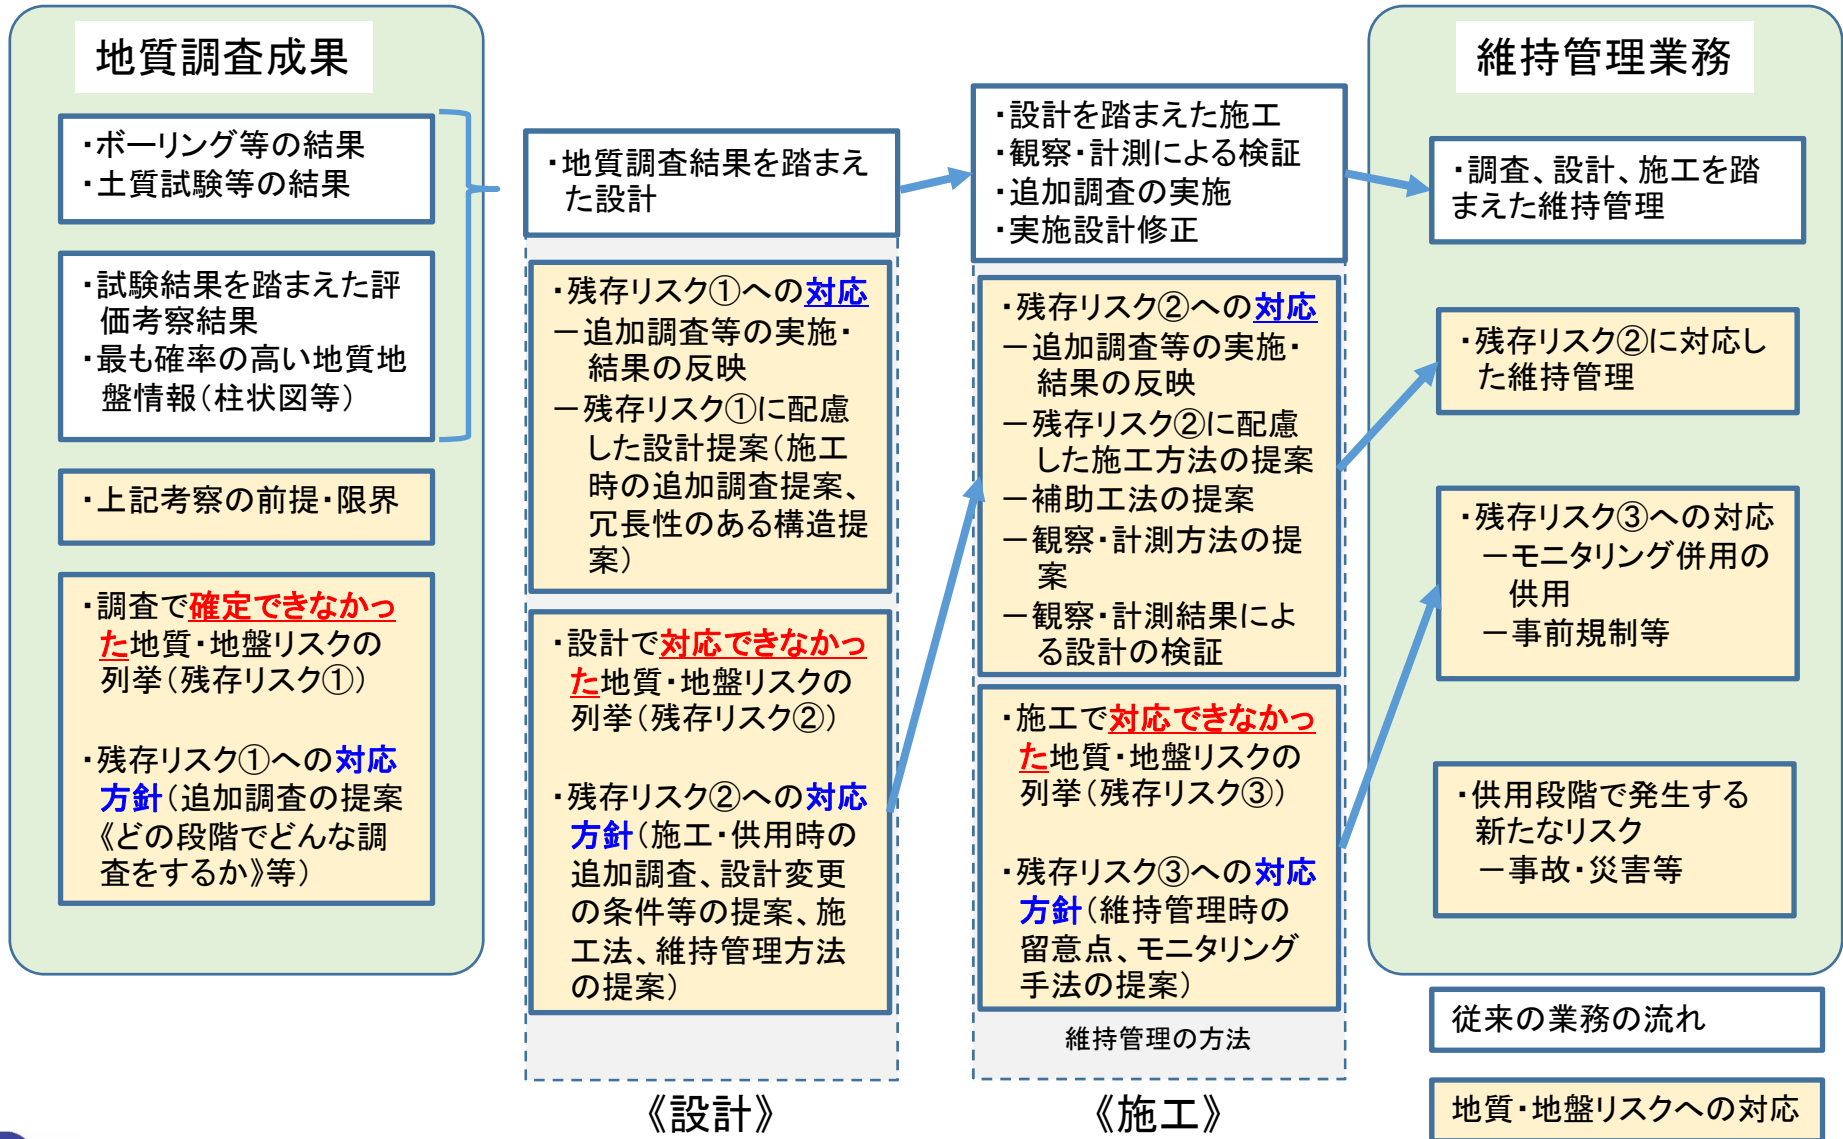 地質調査成果
・ボーリング等の結果
・土質試験等の結果
・試験結果を踏まえた評
価考察結果
・最も確率の高い地質地
盤情報（柱状図等）
・上記考察の前提・限界
・調査で確定できなかっ
た地質・地盤リスクの
列挙（残存リスク①）
・残存リスク①への対応
方針（追加調査の提案
《どの段階でどんな調
査をするか》等）
・地質調査結果を踏まえ
た設計
・残存リスク①への対応
－追加調査等の実施・
結果の反映
－残存リスク①に配慮
した設計提案（施工
時の追加調査提案、
冗長性のある構造提
案）
・設計で対応できなかっ
た地質・地盤リスクの
列挙（残存リスク②）
・残存リスク②への対応
方針（施工・供用時の
追加調査、設計変更
の条件等の提案、施
工法、維持管理方法
の提案）
《設計》
・設計を踏まえた施工
・観察・計測による検証
・追加調査の実施
・実施設計修正
・残存リスク②への対応
－追加調査等の実施・
結果の反映
－残存リスク②に配慮
した施工方法の提案
－補助工法の提案
－観察・計測方法の提
案
－観察・計測結果によ
る設計の検証
・施工で対応できなかっ
た地質・地盤リスクの
列挙（残存リスク③）
・残存リスク③への対応
方針（維持管理時の
留意点、モニタリング
手法の提案）
維持管理の方法
《施工》
維持管理業務
・調査、設計、施工を踏
まえた維持管理
・残存リスク②に対応し
た維持管理
・残存リスク③への対応
－モニタリング併用の
供用
－事前規制等
・供用段階で発生する
新たなリスク
－事故・災害等
従来の業務の流れ
地質・地盤リスクへの対応